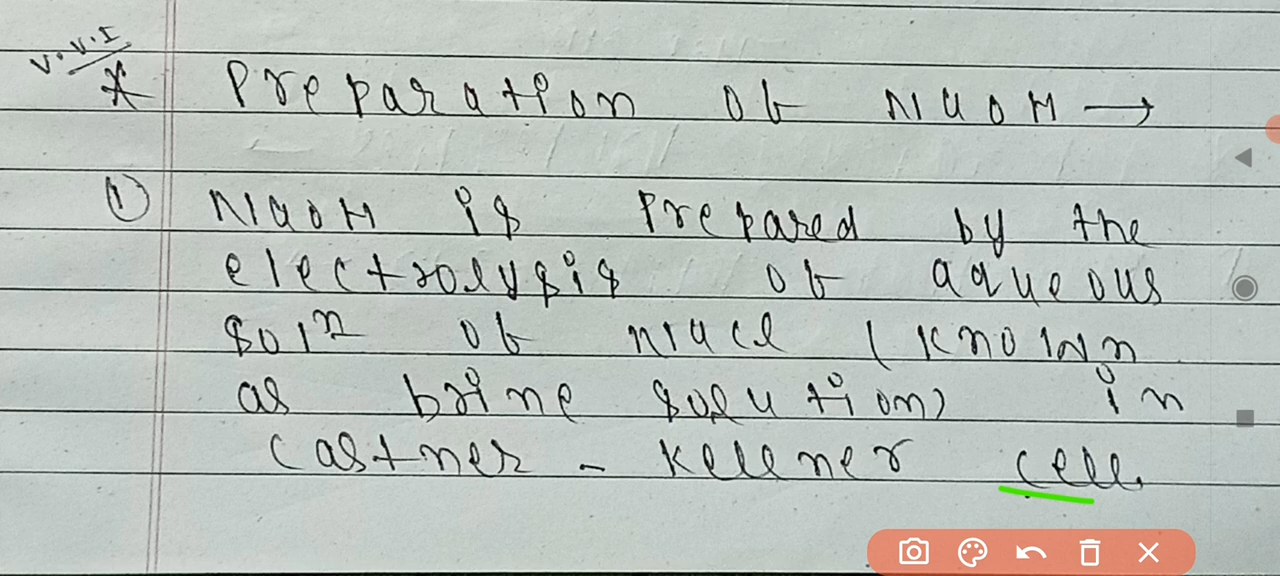 V.V.I
* Preparation of NaOH →
① NaOH is prepared by the
electrolysis of aqueous
solⁿ of NaCl (known
as brine solution) in
Castner - Kellner cell.